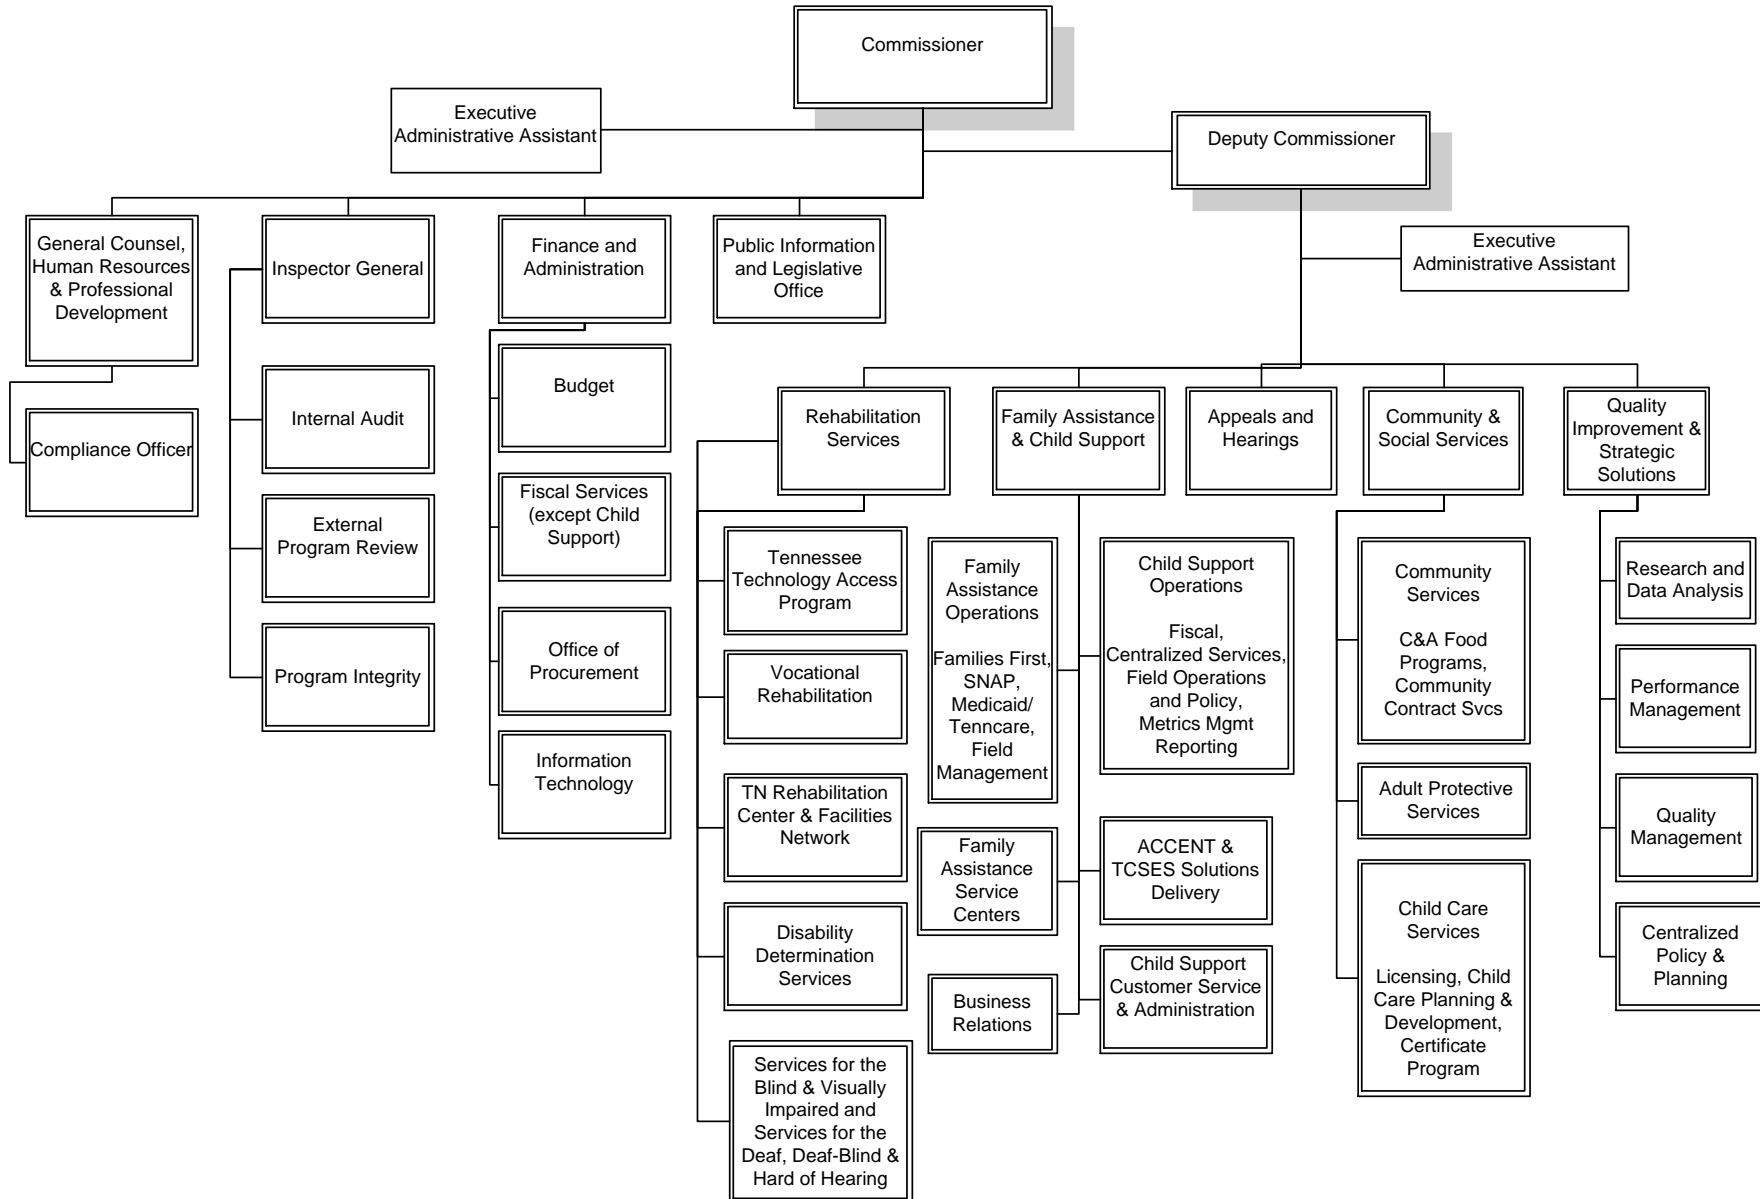 Commissioner
Executive
Administrative Assistant
Deputy Commissioner
Executive
Administrative Assistant
General Counsel,
Human Resources
& Professional
Development
Inspector General
Finance and
Administration
Public Information
and Legislative
Office
Compliance Officer
Internal Audit
External
Program Review
Program Integrity
Budget
Fiscal Services
(except Child
Support)
Office of
Procurement
Information
Technology
Rehabilitation
Services
Family Assistance
& Child Support
Appeals and
Hearings
Community &
Social Services
Quality
Improvement &
Strategic
Solutions
Tennessee
Technology Access
Program
Vocational
Rehabilitation
TN Rehabilitation
Center & Facilities
Network
Disability
Determination
Services
Services for the
Blind & Visually
Impaired and
Services for the
Deaf, Deaf-Blind &
Hard of Hearing
Family
Assistance
Operations
Families First,
SNAP,
Medicaid/
Tenncare,
Field
Management
Family
Assistance
Service
Centers
Business
Relations
Child Support
Operations
Fiscal,
Centralized Services,
Field Operations
and Policy,
Metrics Mgmt
Reporting
ACCENT &
TCSES Solutions
Delivery
Child Support
Customer Service
& Administration
Community
Services
C&A Food
Programs,
Community
Contract Svcs
Adult Protective
Services
Child Care
Services
Licensing, Child
Care Planning &
Development,
Certificate
Program
Research and
Data Analysis
Performance
Management
Quality
Management
Centralized
Policy &
Planning